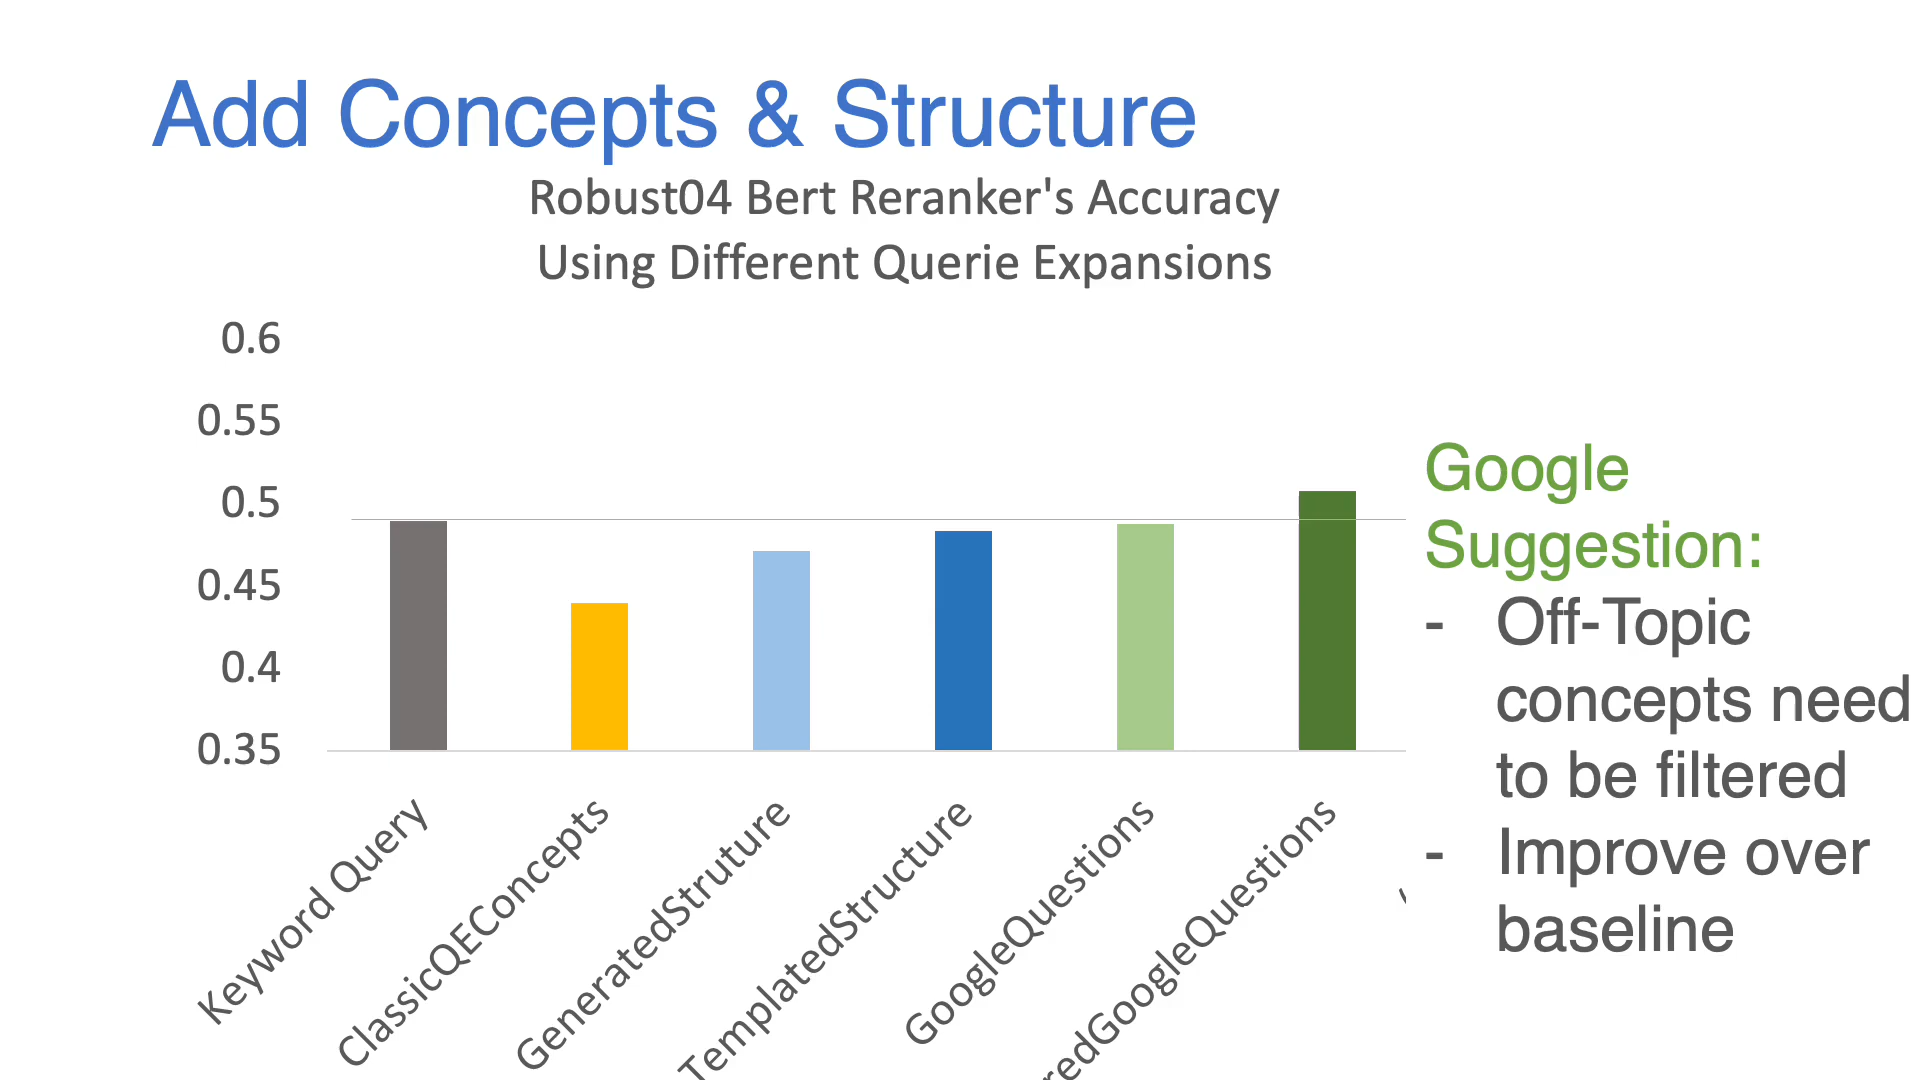 Add Concepts & Structure
Robust04 Bert Reranker's Accuracy
Using Different Querie Expansions
0.6
0.55
0.5
0.45
0.4
0.35
Keyword Query
ClassicQEConcepts
GeneratedStruture
TemplatedStructure
GoogleQuestions
redGoogleQuestions
Google
Suggestion:
- Off-Topic
concepts need
to be filtered
- Improve over
baseline